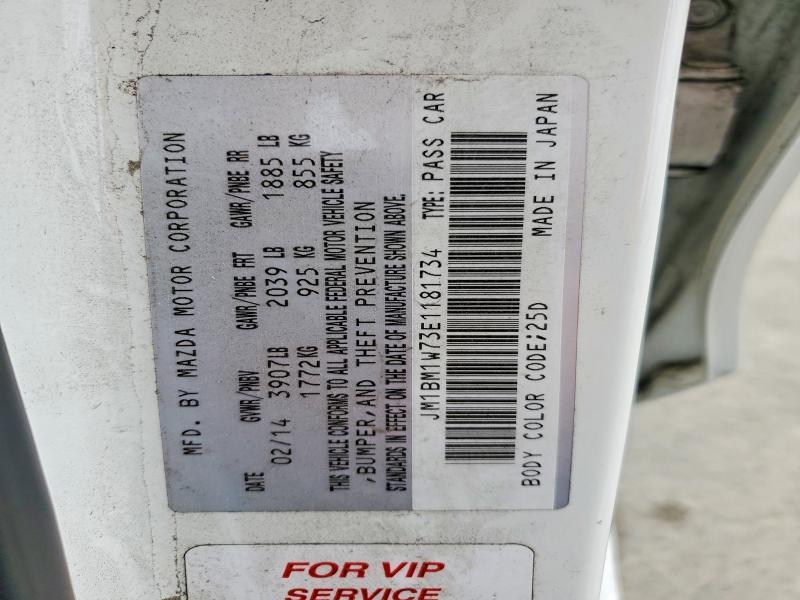 MFD. BY MAZDA MOTOR CORPORATION
DATE GVWR/PNBV GAWR/PNBE FRT GAWR/PNBE RR
02/14 3907LB 2039 LB 1885 LB
1772KG 925 KG 855 KG
THIS VEHICLE CONFORMS TO ALL APPLICABLE FEDERAL MOTOR VEHICLE SAFETY
,BUMPER,AND THEFT PREVENTION
STANDARDS IN EFFECT ON THE DATE OF MANUFACTURE SHOWN ABOVE.
JM1BM1W73E1181734 TYPE: PASS CAR
BODY COLOR CODE;25D MADE IN JAPAN
FOR VIP
SERVICE